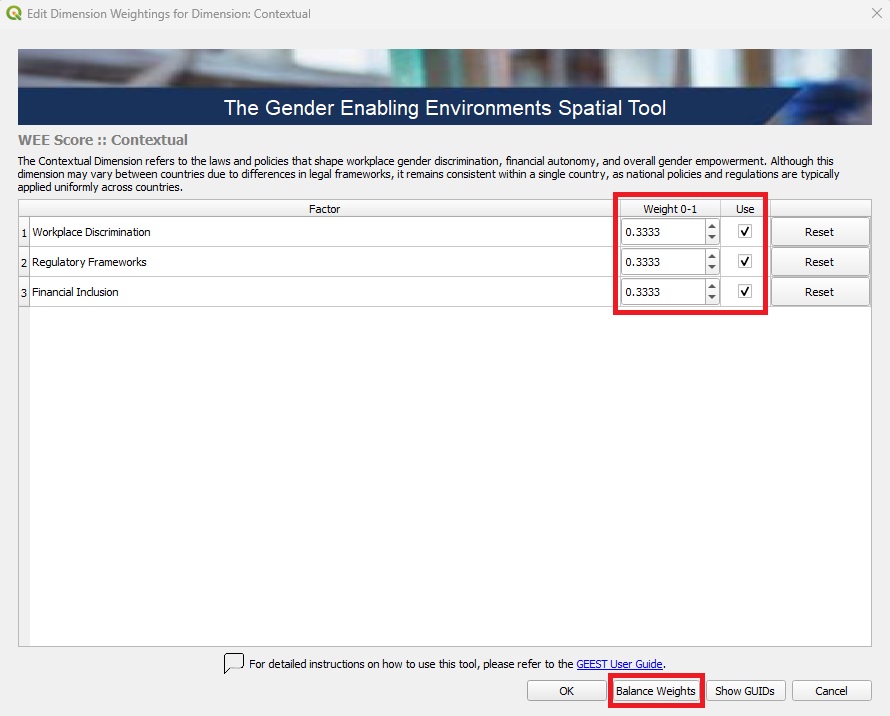 Edit Dimension Weightings for Dimension: Contextual
The Gender Enabling Environments Spatial Tool
WEE Score :: Contextual
The Contextual Dimension refers to the laws and policies that shape workplace gender discrimination, financial autonomy, and overall gender empowerment. Although this
dimension may vary between countries due to differences in legal frameworks, it remains consistent within a single country, as national policies and regulations are typically
applied uniformly across countries.
Factor Weight 0-1 Use
1 Workplace Discrimination 0.3333 Reset
2 Regulatory Frameworks 0.3333 Reset
3 Financial Inclusion 0.3333 Reset
For detailed instructions on how to use this tool, please refer to the GEEST User Guide.
OK Balance Weights Show GUIDs Cancel